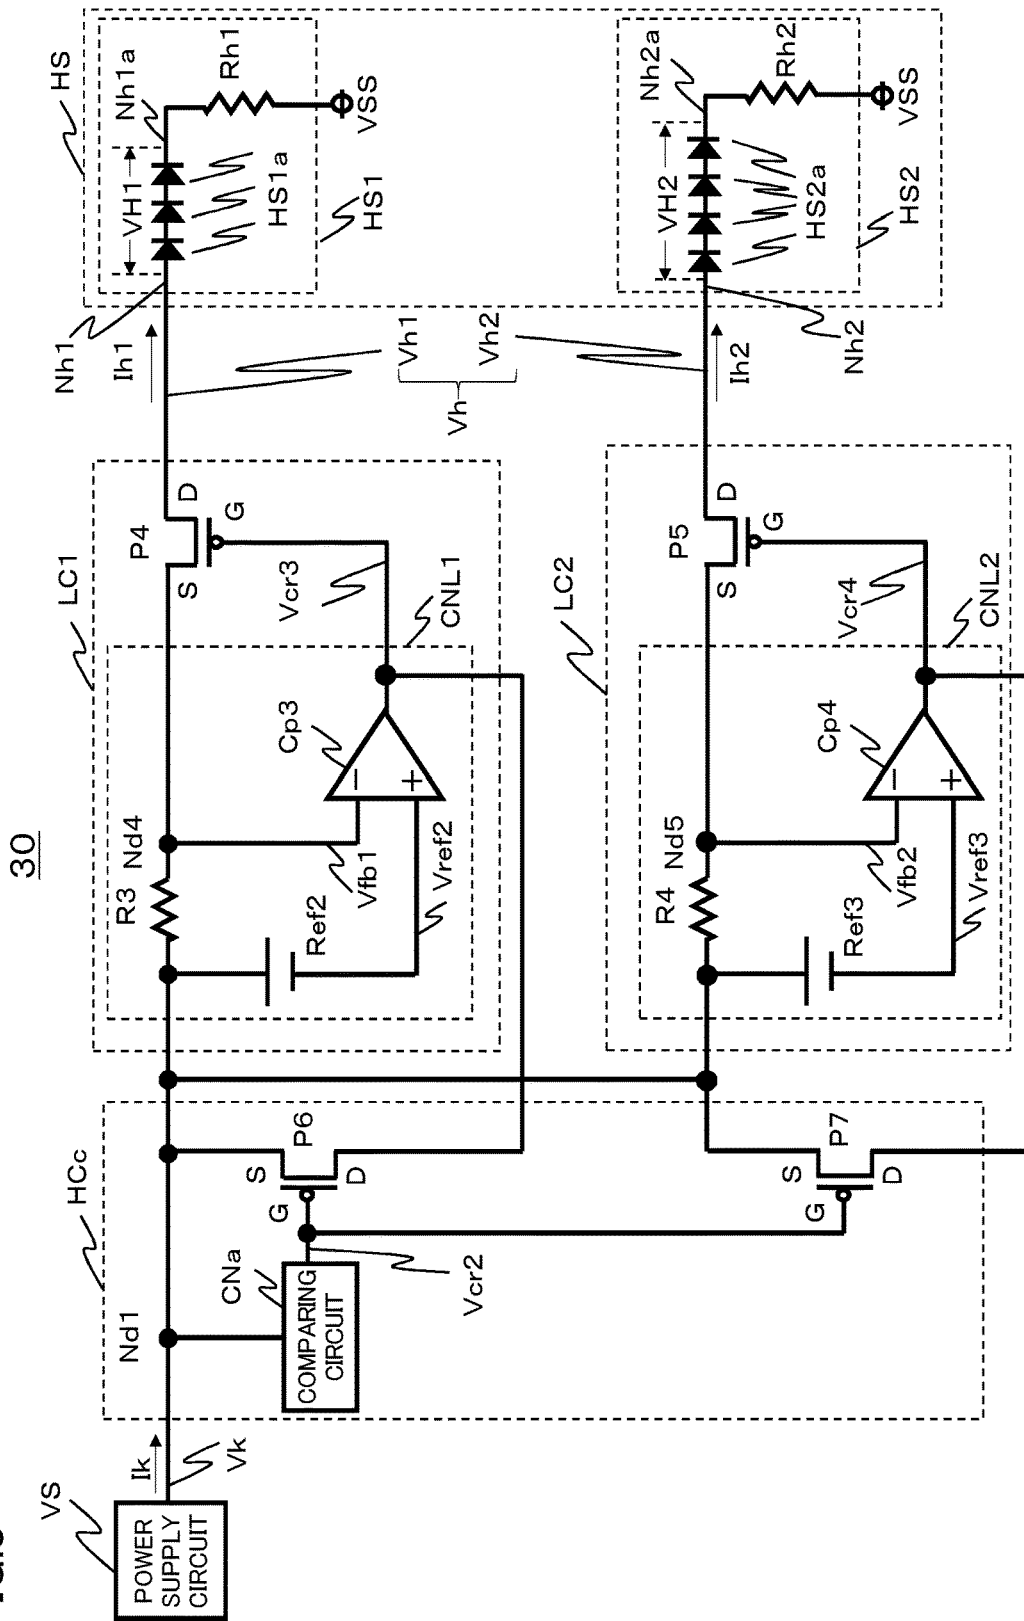 30
VS
POWER
SUPPLY
CIRCUIT
Ik
Vk
HCc
Nd1
CNa
COMPARING
CIRCUIT
Vcr2
G
S
D
P6
G
S
D
P7
LC1
R3
Nd4
Ref2
Vfb1
Vref2
Cp3
−
+
CNL1
Vcr3
P4
S
D
G
LC2
R4
Nd5
Ref3
Vfb2
Vref3
Cp4
−
+
CNL2
Vcr4
P5
S
D
G
Nh1
Ih1
Vh1
Vh2
Vh
Ih2
Nh2
HS
Nh1a
VH1
Rh1
HS1a
VSS
HS1
Nh2a
VH2
Rh2
HS2a
VSS
HS2